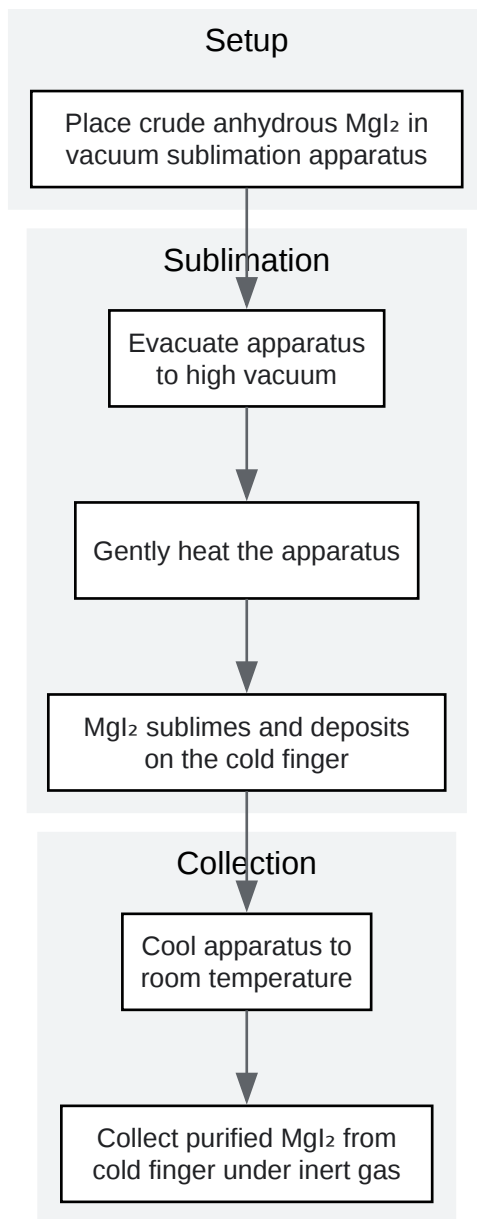 Setup
Place crude anhydrous MgI₂ in
vacuum sublimation apparatus
Sublimation
Evacuate apparatus
to high vacuum
Gently heat the apparatus
MgI₂ sublimes and deposits
on the cold finger
Collection
Cool apparatus to
room temperature
Collect purified MgI₂ from
cold finger under inert gas